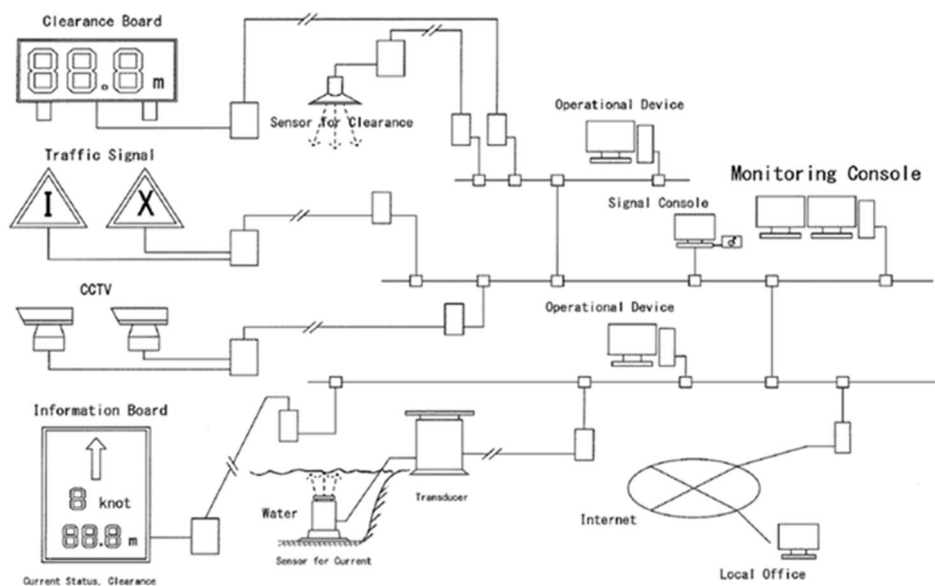 Clearance Board
88.8 m
Sensor for Clearance
Operational Device
Traffic Signal
I X
Monitoring Console
Signal Console
CCTV
Operational Device
Information Board
8 knot
88.8 m
Current Status, Clearance
Water
Sensor for Current
Transducer
Internet
Local Office